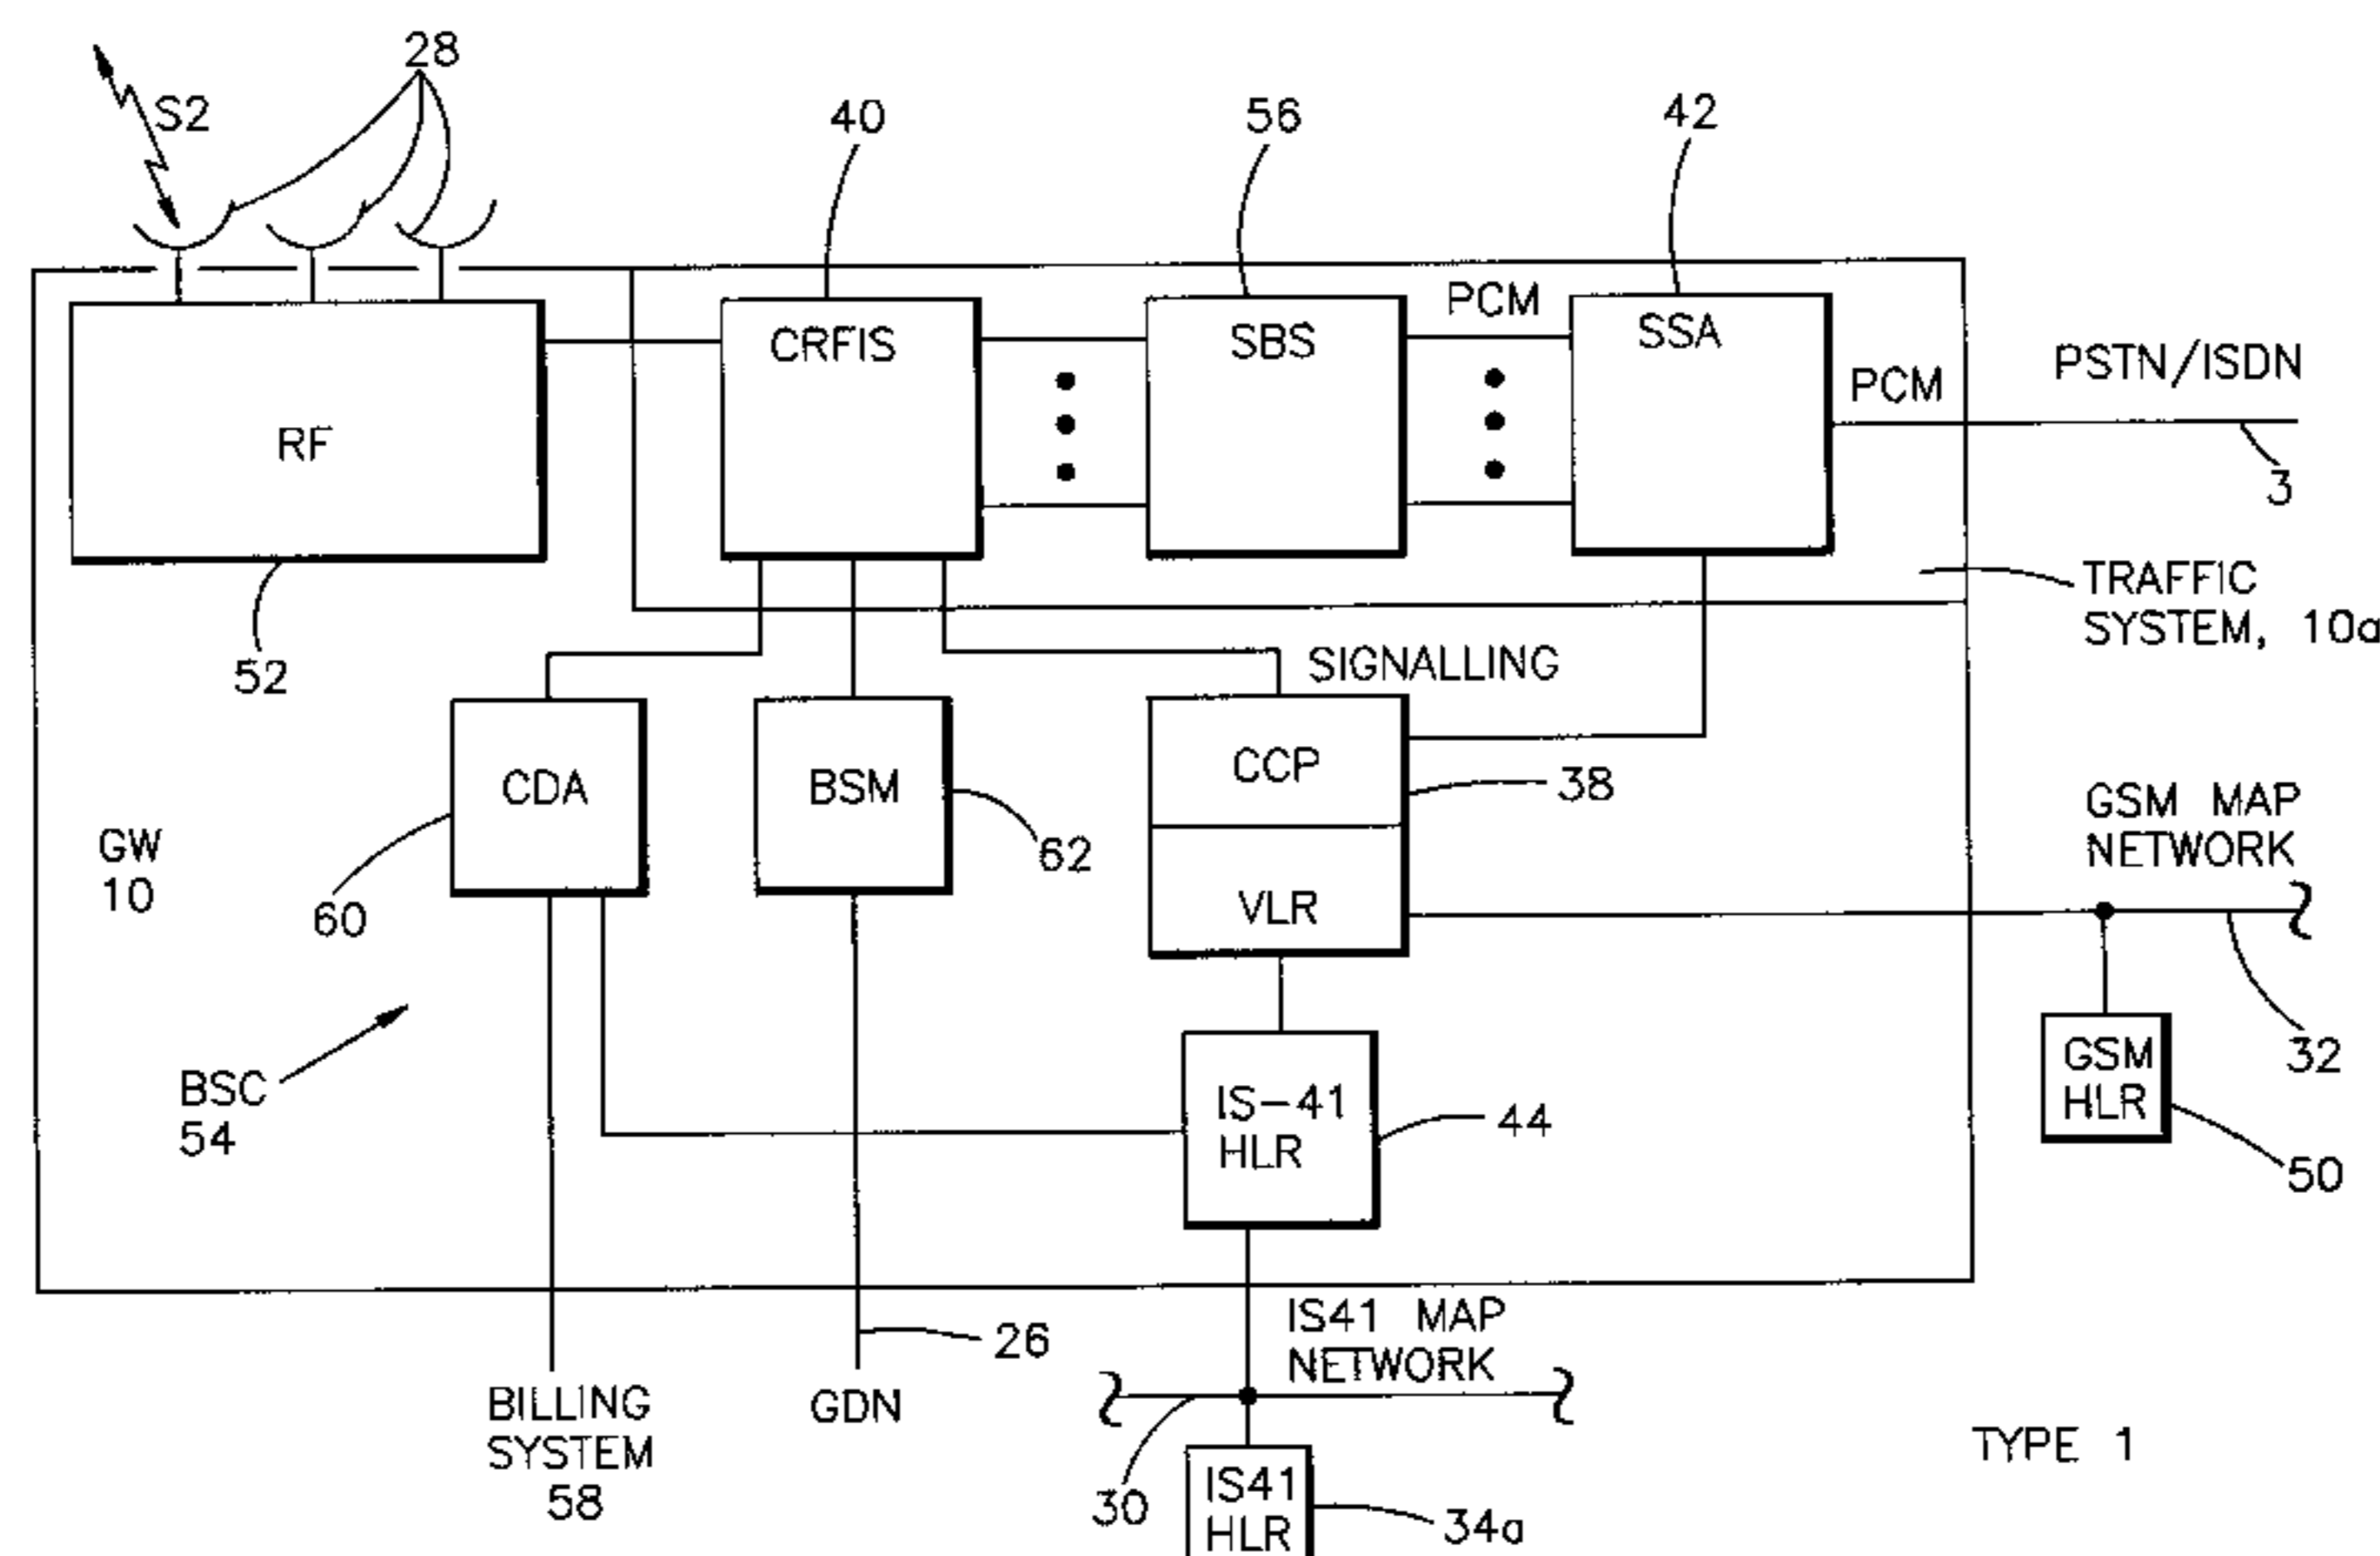 28
S2
40
56
42
CRFIS
SBS
PCM
SSA
PCM
PSTN/ISDN
RF
3
TRAFFIC
SYSTEM, 10a
52
SIGNALLING
CDA
BSM
CCP
38
GSM MAP
NETWORK
GW
10
60
62
VLR
BSC
54
IS-41
HLR
44
GSM
HLR
32
50
IS41 MAP
NETWORK
26
BILLING
SYSTEM
58
GDN
TYPE 1
30
IS41
HLR
34a